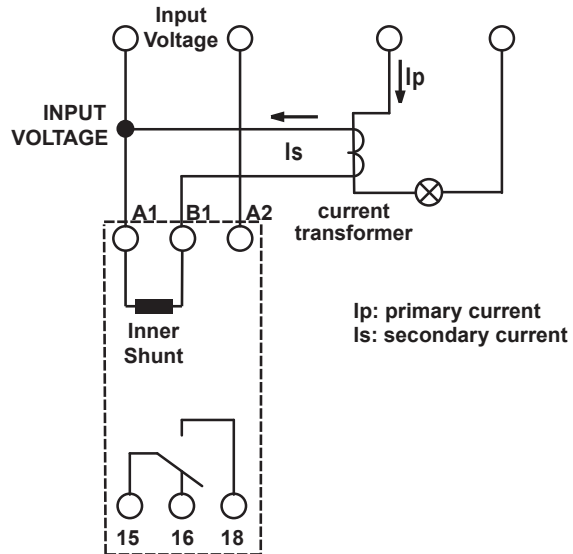 Input
Voltage
Ip
INPUT
VOLTAGE
Is
A1 B1 A2
current
transformer
Inner
Shunt
Ip: primary current
Is: secondary current
15 16 18